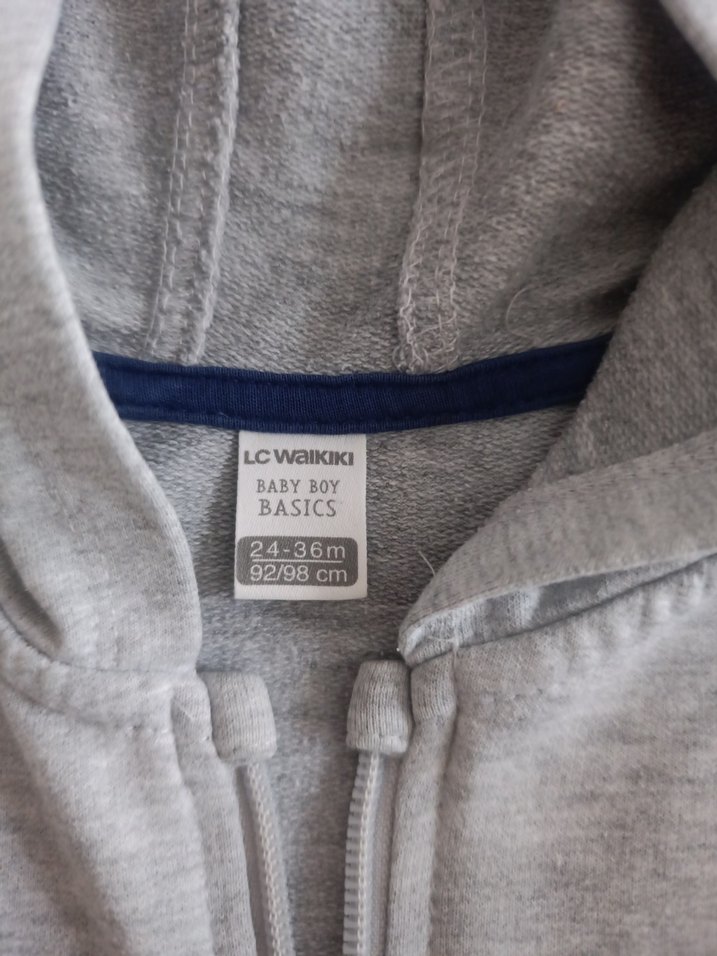 LC WAIKIKI
BABY BOY
BASICS
24-36m
92/98 cm